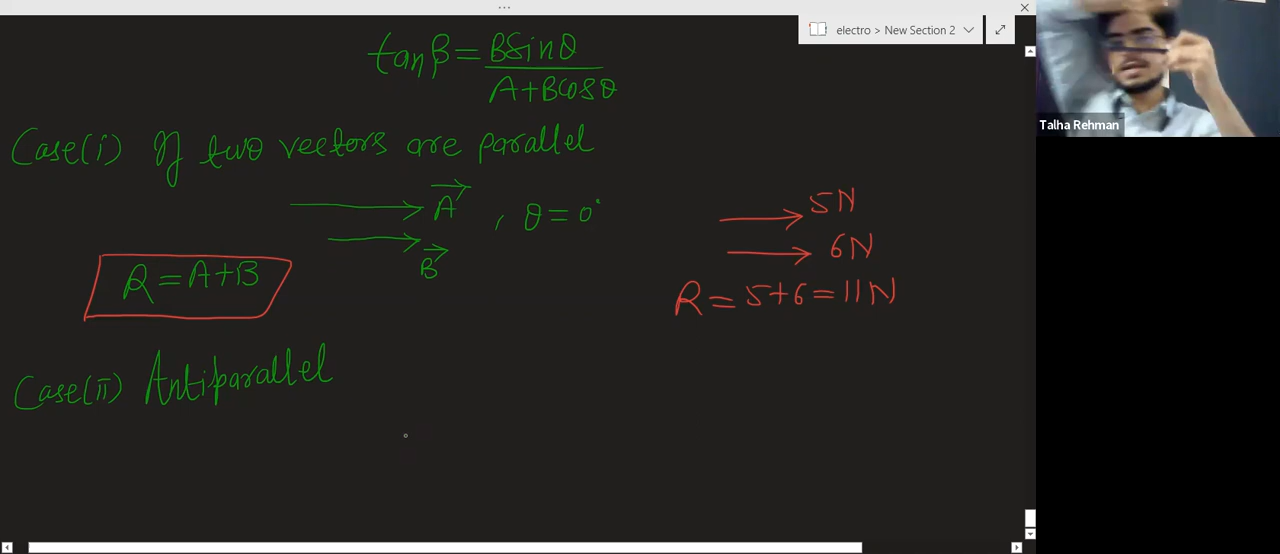 electro > New Section 2
Talha Rehman
tanβ = Bsinθ / A+Bcosθ
Case(i) If two vectors are parallel
A⃗ , θ = 0°
B⃗
R = A+B
5N
6N
R = 5+6 = 11N
Case(ii) Antiparallel